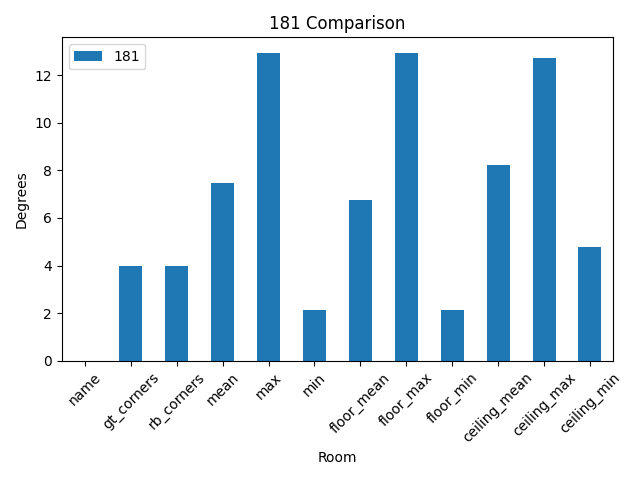 181 Comparison
181
Degrees
12
10
8
6
4
2
0
name
gt_corners
rb_corners
mean
max
min
floor_mean
floor_max
floor_min
ceiling_mean
ceiling_max
ceiling_min
Room